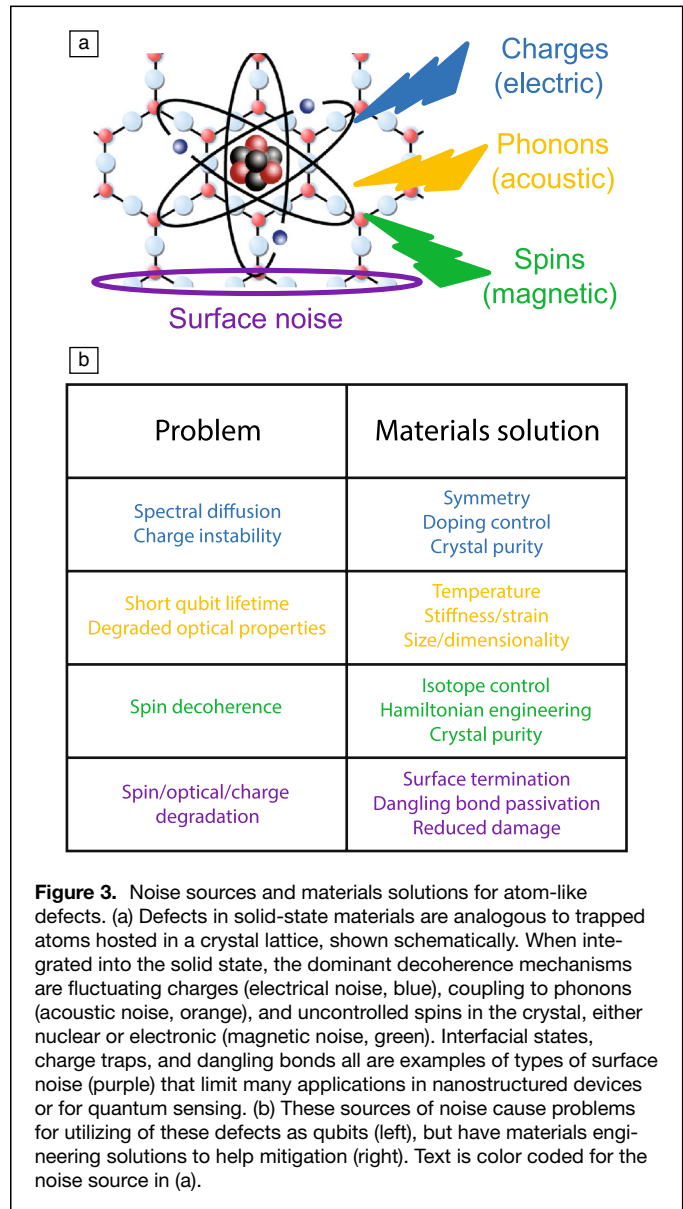 a
Charges
(electric)
Phonons
(acoustic)
Spins
(magnetic)
Surface noise
b
Problem
Materials solution
Spectral diffusion
Charge instability
Symmetry
Doping control
Crystal purity
Short qubit lifetime
Degraded optical properties
Temperature
Stiffness/strain
Size/dimensionality
Spin decoherence
Isotope control
Hamiltonian engineering
Crystal purity
Spin/optical/charge
degradation
Surface termination
Dangling bond passivation
Reduced damage
Figure 3. Noise sources and materials solutions for atom-like
defects. (a) Defects in solid-state materials are analogous to trapped
atoms hosted in a crystal lattice, shown schematically. When inte-
grated into the solid state, the dominant decoherence mechanisms
are fluctuating charges (electrical noise, blue), coupling to phonons
(acoustic noise, orange), and uncontrolled spins in the crystal, either
nuclear or electronic (magnetic noise, green). Interfacial states,
charge traps, and dangling bonds all are examples of types of surface
noise (purple) that limit many applications in nanostructured devices
or for quantum sensing. (b) These sources of noise cause problems
for utilizing of these defects as qubits (left), but have materials engi-
neering solutions to help mitigation (right). Text is color coded for the
noise source in (a).